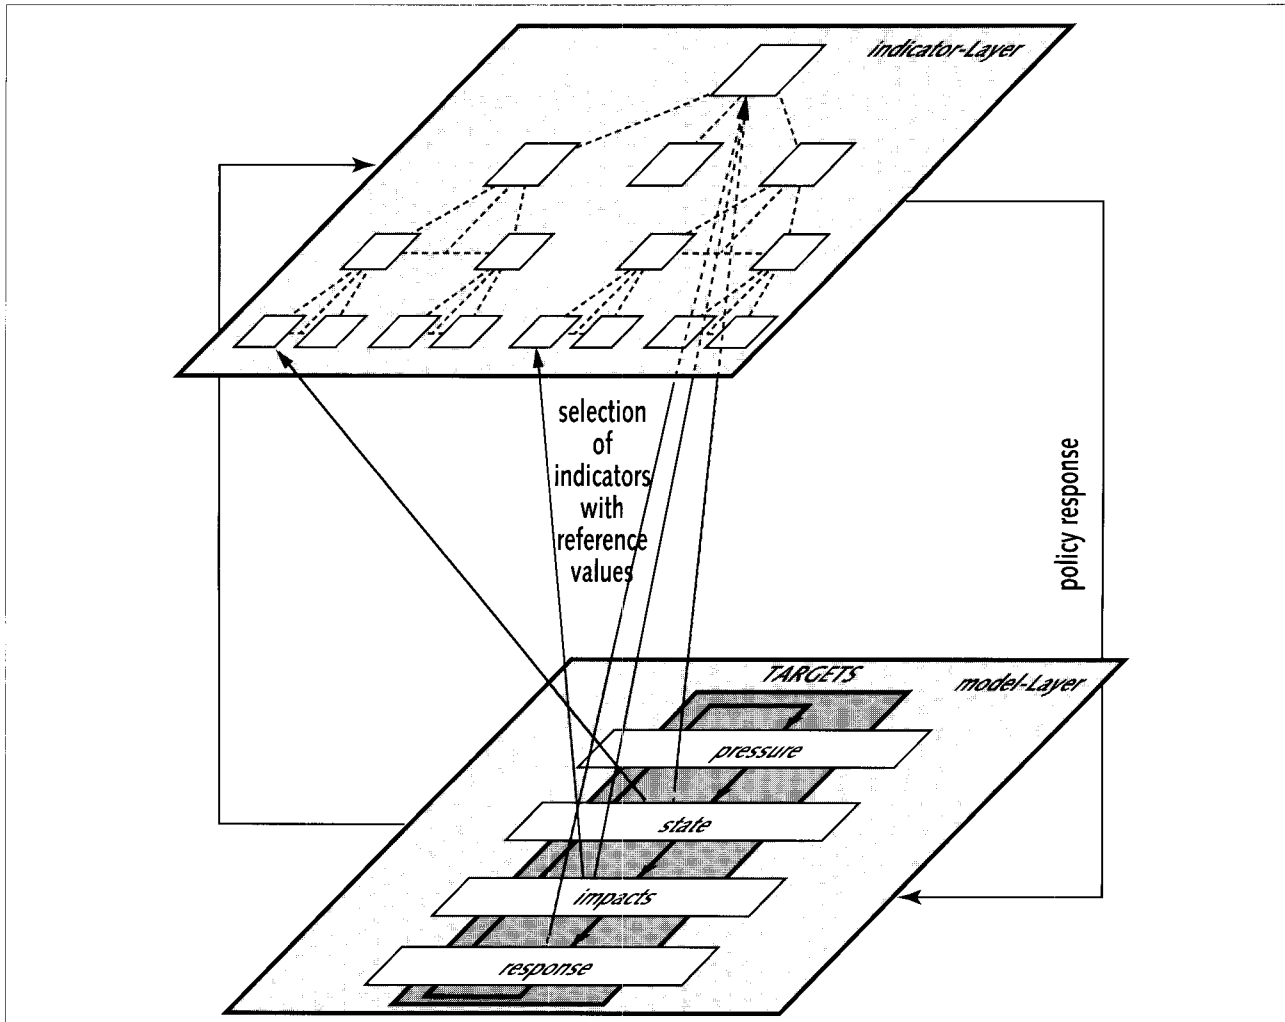 indicator-Layer
selection
of
indicators
with
reference
values
policy response
TARGETS
model-Layer
pressure
state
impacts
response